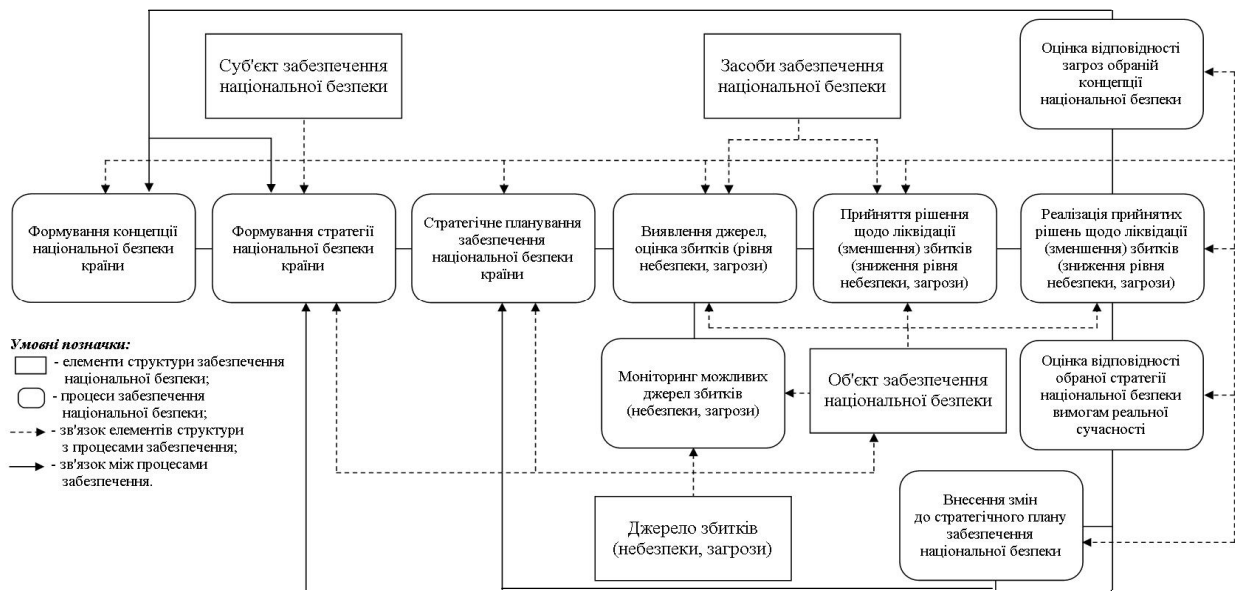 Суб'єкт забезпечення
національної безпеки
Засоби забезпечення
національної безпеки
Оцінка відповідності
загроз обраній
концепції
національної безпеки
Формування концепції
національної безпеки
країни
Формування стратегії
національної безпеки
країни
Стратегічне планування
забезпечення
національної безпеки
країни
Виявлення джерел,
оцінка збитків (рівня
небезпеки, загрози)
Прийняття рішення
щодо ліквідації
(зменшення) збитків
(зниження рівня
небезпеки, загрози)
Реалізація прийнятих
рішень щодо ліквідації
(зменшення) збитків
(зниження рівня
небезпеки, загрози)
Умовні позначки:
- елементи структури забезпечення
національної безпеки;
- процеси забезпечення
національної безпеки;
- зв'язок елементів структури
з процесами забезпечення;
- зв'язок між процесами
забезпечення.
Моніторинг можливих
джерел збитків
(небезпеки, загрози)
Об'єкт забезпечення
національної безпеки
Оцінка відповідності
обраної стратегії
національної безпеки
вимогам реальної
сучасності
Джерело збитків
(небезпеки, загрози)
Внесення змін
до стратегічного плану
забезпечення
національної безпеки